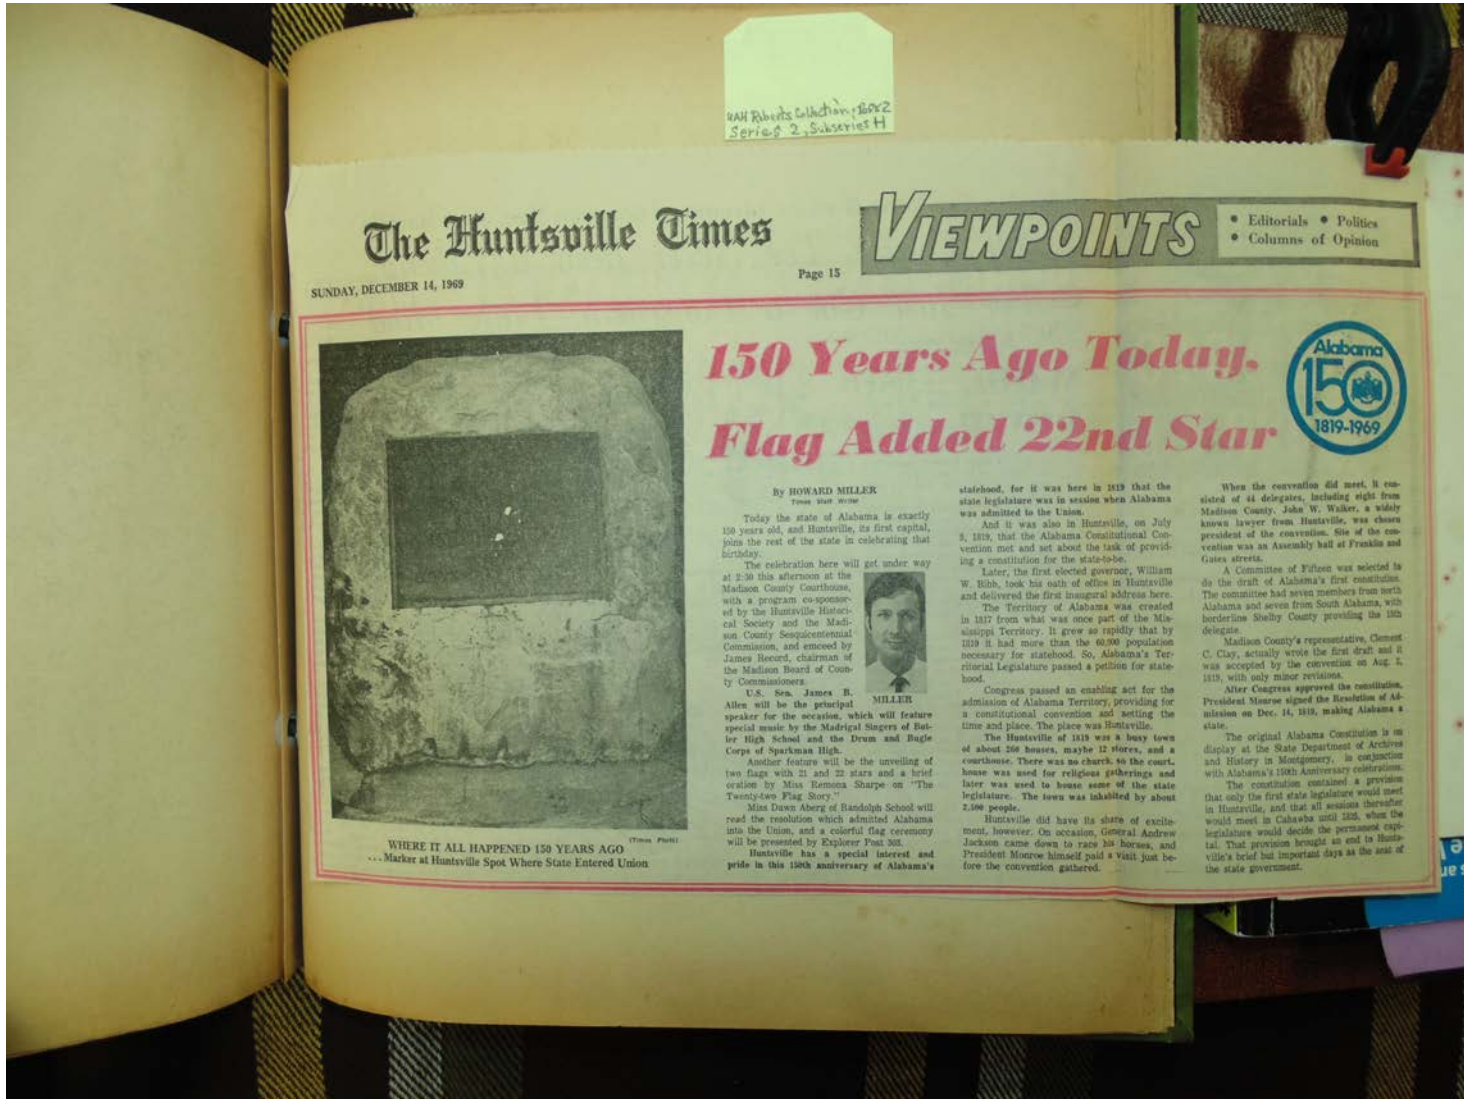 UAH Roberts Collection, Box 2
Series 2, Subseries H
The Huntsville Times
VIEWPOINTS
• Editorials • Politics
• Columns of Opinion
SUNDAY, DECEMBER 14, 1969
Page 15
150 Years Ago Today,
Flag Added 22nd Star
Alabama
150
1819-1969
By HOWARD MILLER
Times Staff Writer
Today the state of Alabama is exactly
150 years old, and Huntsville, its first capital,
joins the rest of the state in celebrating that
birthday.
The celebration here will get under way
at 2:30 this afternoon at the
Madison County Courthouse,
with a program co-sponsor-
ed by the Huntsville Histori-
cal Society and the Madi-
son County Sesquicentennial
Commission, and emceed by
James Record, chairman of
the Madison Board of Coun-
ty Commissioners.
MILLER
U.S. Sen. James B.
Allen will be the principal
speaker for the occasion, which will feature
special music by the Madrigal Singers of But-
ler High School and the Drum and Bugle
Corps of Sparkman High.
Another feature will be the unveiling of
two flags with 21 and 22 stars and a brief
oration by Miss Remona Sharpe on "The
Twenty-two Flag Story."
Miss Dawn Aberg of Randolph School will
read the resolution which admitted Alabama
into the Union, and a colorful flag ceremony
will be presented by Explorer Post 308.
Huntsville has a special interest and
pride in this 150th anniversary of Alabama's
statehood, for it was here in 1819 that the
state legislature was in session when Alabama
was admitted to the Union.
And it was also in Huntsville, on July
5, 1819, that the Alabama Constitutional Con-
vention met and set about the task of provid-
ing a constitution for the state-to-be.
Later, the first elected governor, William
W. Bibb, took his oath of office in Huntsville
and delivered the first inaugural address here.
The Territory of Alabama was created
in 1817 from what was once part of the Mis-
sissippi Territory. It grew so rapidly that by
1819 it had more than the 60,000 population
necessary for statehood. So, Alabama's Ter-
ritorial Legislature passed a petition for state-
hood.
Congress passed an enabling act for the
admission of Alabama Territory, providing for
a constitutional convention and setting the
time and place. The place was Huntsville.
The Huntsville of 1819 was a busy town
of about 260 houses, maybe 12 stores, and a
courthouse. There was no church, so the court-
house was used for religious gatherings and
later was used to house some of the state
legislature. The town was inhabited by about
2,500 people.
Huntsville did have its share of excite-
ment, however. On occasion, General Andrew
Jackson came down to race his horses, and
President Monroe himself paid a visit just be-
fore the convention gathered.
When the convention did meet, it con-
sisted of 44 delegates, including eight from
Madison County. John W. Walker, a widely
known lawyer from Huntsville, was chosen
president of the convention. Site of the con-
vention was an Assembly hall at Franklin and
Gates streets.
A Committee of Fifteen was selected to
do the draft of Alabama's first constitution.
The committee had seven members from north
Alabama and seven from South Alabama, with
borderline Shelby County providing the 15th
delegate.
Madison County's representative, Clement
C. Clay, actually wrote the first draft and it
was accepted by the convention on Aug. 2,
1819, with only minor revisions.
After Congress approved the constitution,
President Monroe signed the Resolution of Ad-
mission on Dec. 14, 1819, making Alabama a
state.
The original Alabama Constitution is on
display at the State Department of Archives
and History in Montgomery, in conjunction
with Alabama's 150th Anniversary celebrations.
The constitution contained a provision
that only the first state legislature would meet
in Huntsville, and that all sessions thereafter
would meet in Cahawba until 1825, when the
legislature would decide the permanent capi-
tal. That provision brought an end to Hunts-
ville's brief but important days as the seat of
the state government.
(Times Photo)
WHERE IT ALL HAPPENED 150 YEARS AGO
...Marker at Huntsville Spot Where State Entered Union